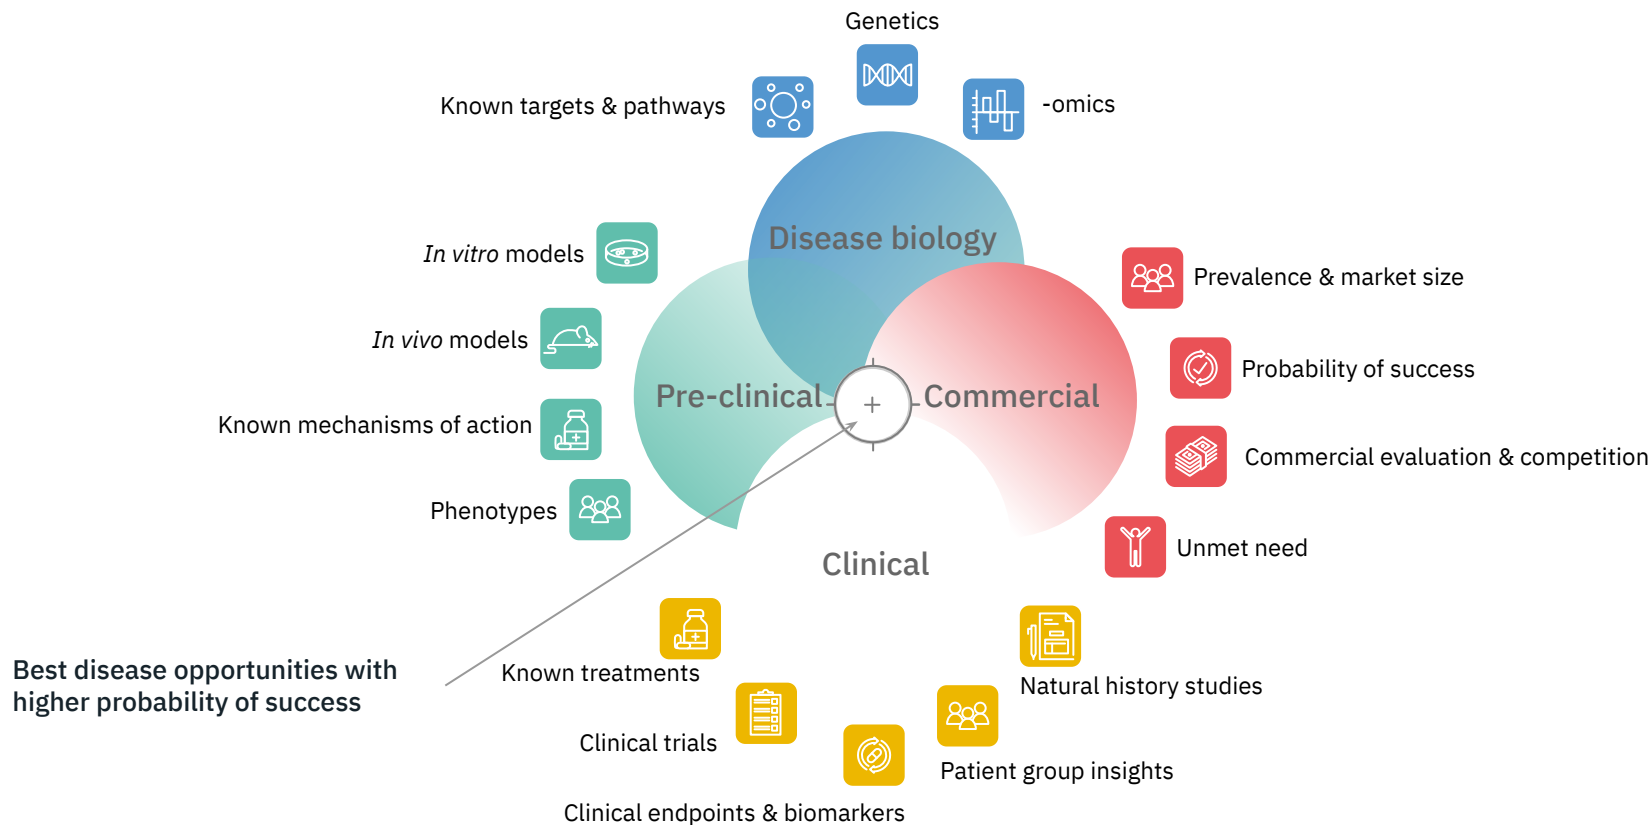 Genetics
Known targets & pathways
-omics
Disease biology
In vitro models
Prevalence & market size
In vivo models
Probability of success
Pre-clinical
Commercial
Known mechanisms of action
Commercial evaluation & competition
Phenotypes
Unmet need
Clinical
Best disease opportunities with
higher probability of success
Known treatments
Natural history studies
Clinical trials
Patient group insights
Clinical endpoints & biomarkers